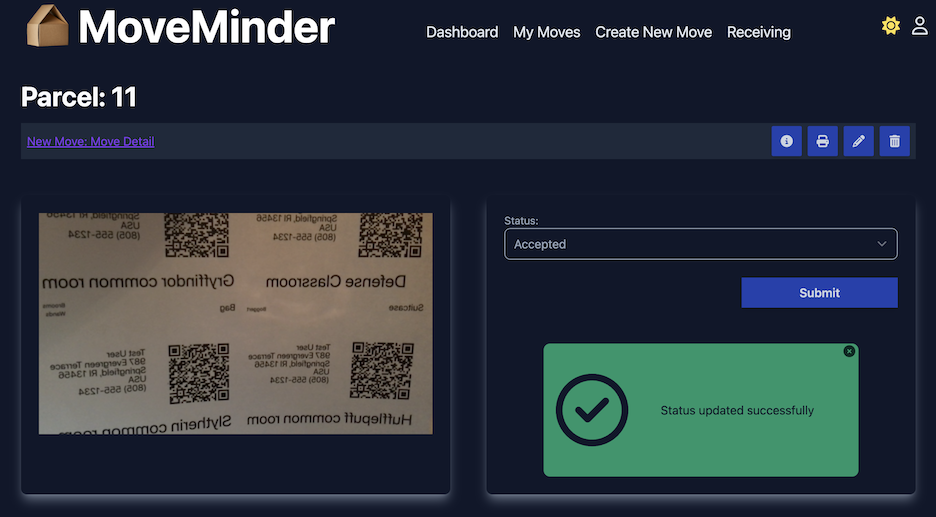 MoveMinder
Dashboard My Moves Create New Move Receiving
Parcel: 11
New Move: Move Detail
Springfield, RI 13456
USA
(805) 555-1234
Springfield, RI 13456
USA
(805) 555-1234
Gryffindor common room
Defense Classroom
Brooms
Wands
Bag
Boggart
Suitcase
Test User
987 Evergreen Terrace
Springfield, RI 13456
USA
(805) 555-1234
Test User
987 Evergreen Terrace
Springfield, RI 13456
USA
(805) 555-1234
Slytherin common room
Hufflepuff common room
Status:
Accepted
Submit
Status updated successfully